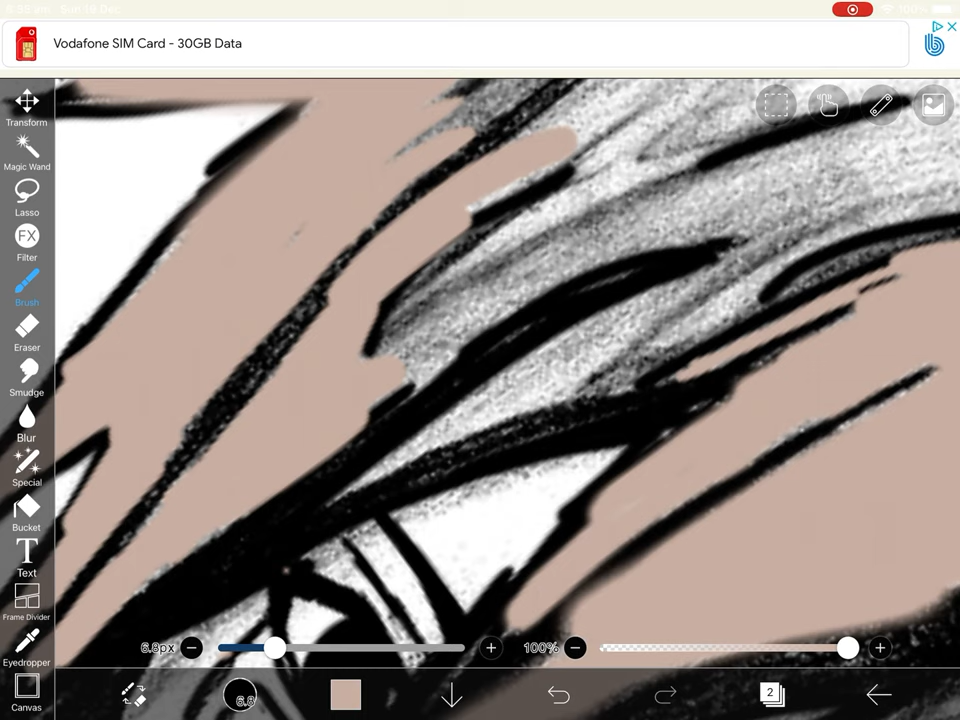 100%
Vodafone SIM Card - 30GB Data
Transform
Magic Wand
Lasso
FX
Filter
Brush
Eraser
Smudge
Blur
Special
Bucket
T
Text
Frame Divider
Eyedropper
Canvas
6.8px
100%
6.8
2